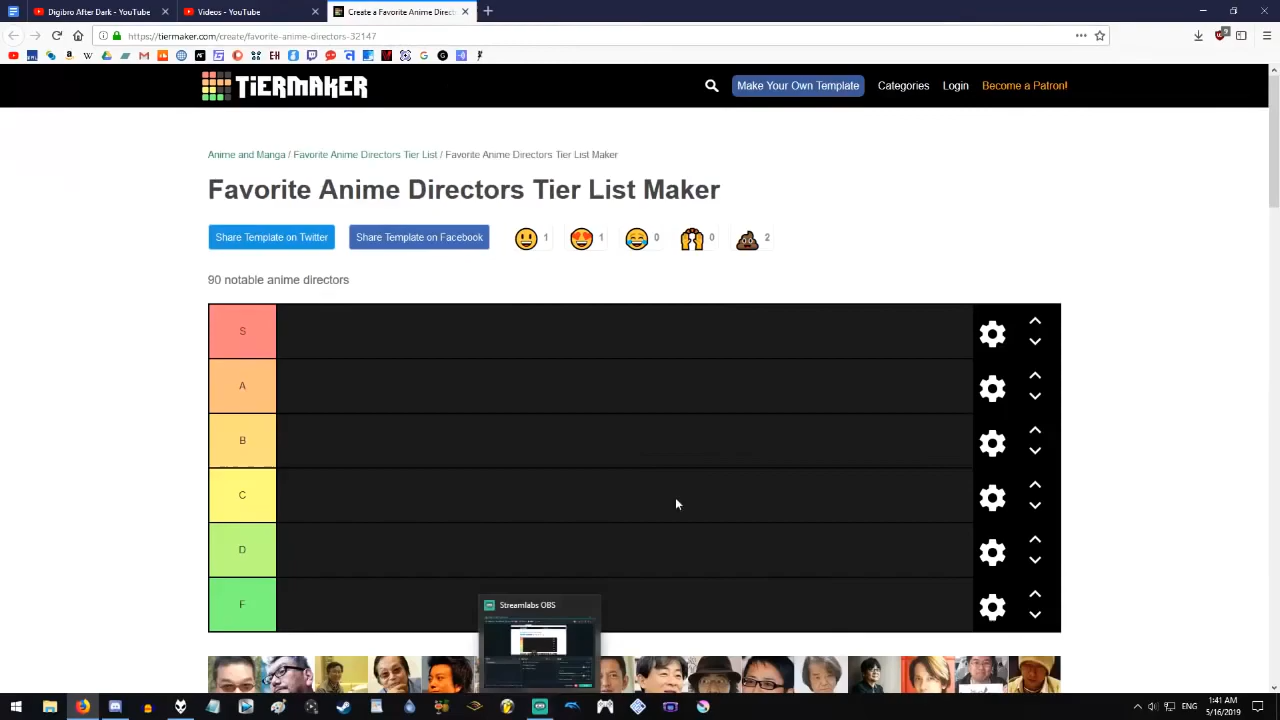 Digibro After Dark - YouTube
Videos - YouTube
Create a Favorite Anime Direct
https://tiermaker.com/create/favorite-anime-directors-32147
TiERMAKER
Make Your Own Template
Categories
Login
Become a Patron!
Anime and Manga / Favorite Anime Directors Tier List / Favorite Anime Directors Tier List Maker
Favorite Anime Directors Tier List Maker
Share Template on Twitter
Share Template on Facebook
1
1
0
0
2
90 notable anime directors
S
A
B
C
D
F
Streamlabs OBS
ENG
1:41 AM
5/16/2019